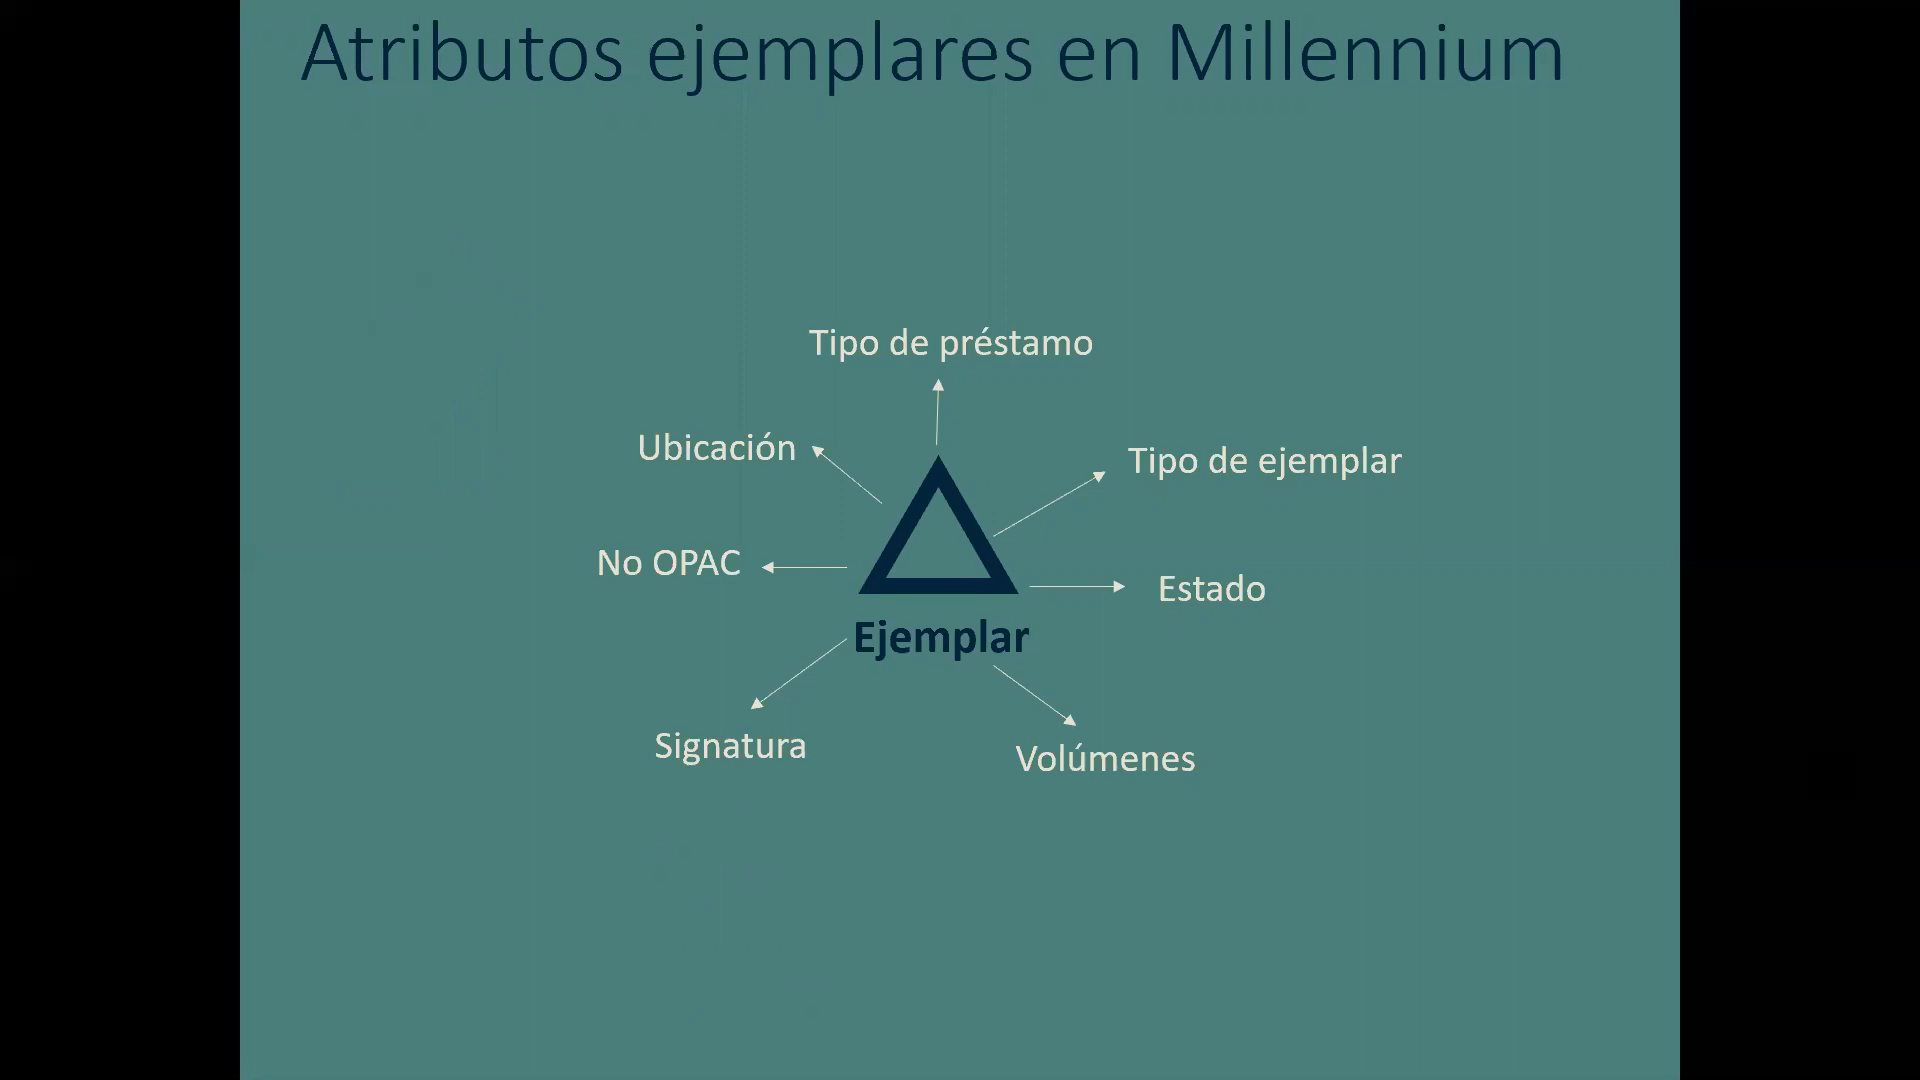 Atributos ejemplares en Millennium
Tipo de préstamo
Ubicación
Tipo de ejemplar
No OPAC
Estado
Ejemplar
Signatura
Volúmenes